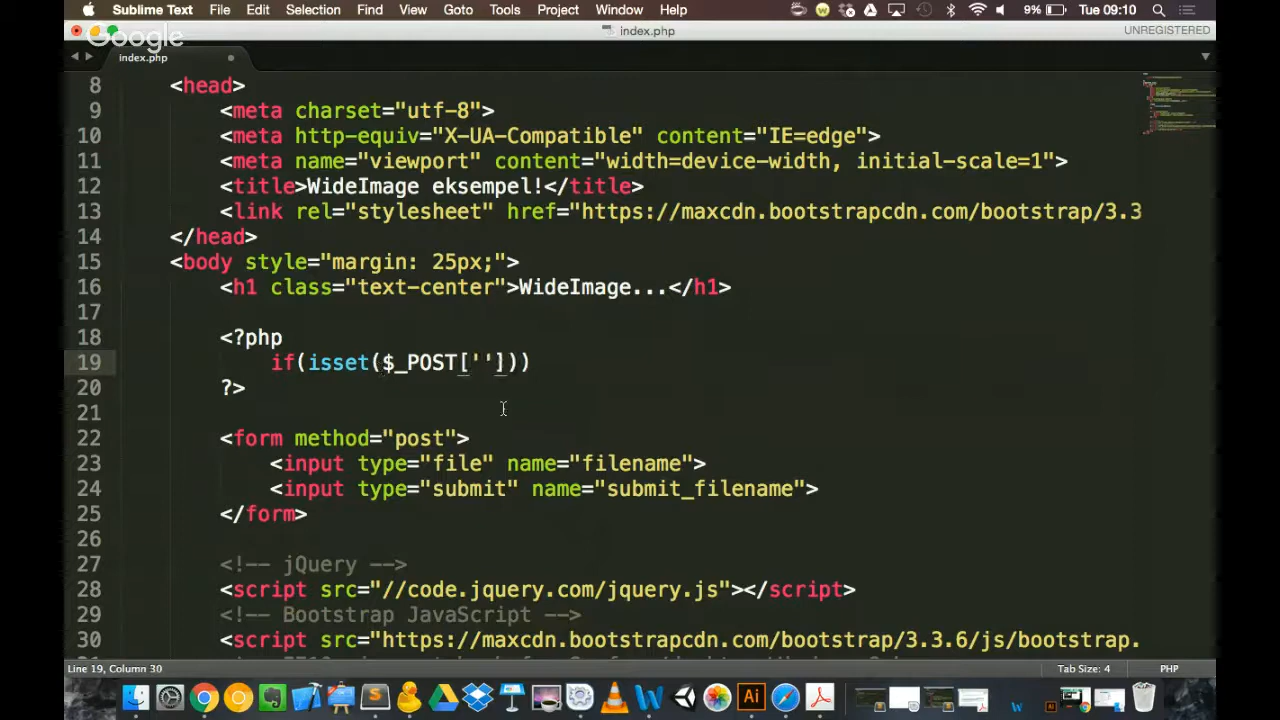 Sublime Text File Edit Selection Find View Goto Tools Project Window Help 9% Tue 09:10
Google
index.php UNREGISTERED
index.php
8 <head>
9 <meta charset="utf-8">
10 <meta http-equiv="X-UA-Compatible" content="IE=edge">
11 <meta name="viewport" content="width=device-width, initial-scale=1">
12 <title>WideImage eksempel!</title>
13 <link rel="stylesheet" href="https://maxcdn.bootstrapcdn.com/bootstrap/3.3
14 </head>
15 <body style="margin: 25px;">
16 <h1 class="text-center">WideImage...</h1>
17
18 <?php
19 if(isset($_POST['']))
20 ?>
21
22 <form method="post">
23 <input type="file" name="filename">
24 <input type="submit" name="submit_filename">
25 </form>
26
27 <!-- jQuery -->
28 <script src="//code.jquery.com/jquery.js"></script>
29 <!-- Bootstrap JavaScript -->
30 <script src="https://maxcdn.bootstrapcdn.com/bootstrap/3.3.6/js/bootstrap.
Line 19, Column 30 Tab Size: 4 PHP